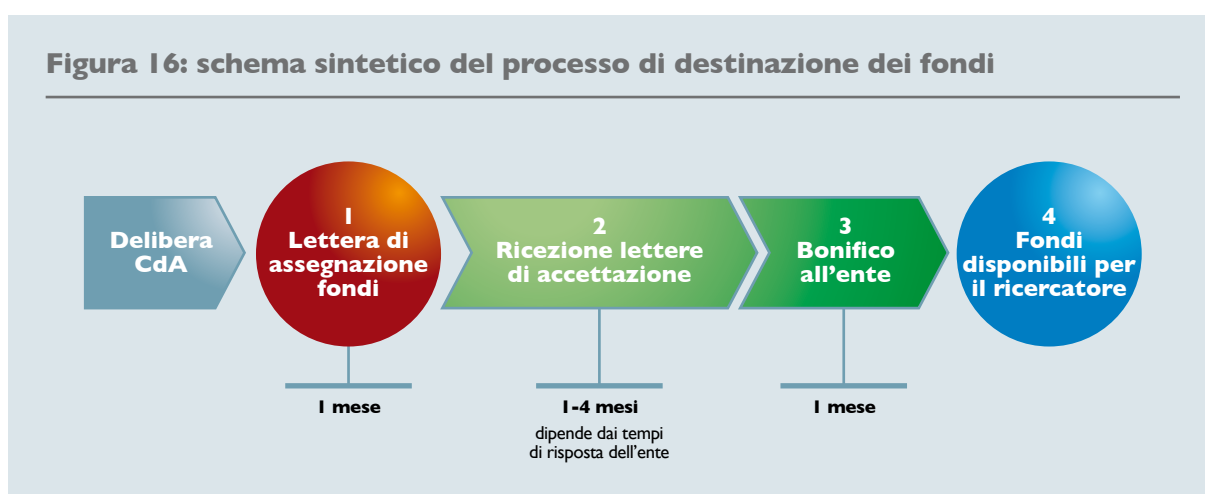 Figura 16: schema sintetico del processo di destinazione dei fondi
Delibera
CdA
1
Lettera di
assegnazione
fondi
2
Ricezione lettere
di accettazione
3
Bonifico
all'ente
4
Fondi
disponibili per
il ricercatore
1 mese
1-4 mesi
dipende dai tempi
di risposta dell'ente
1 mese